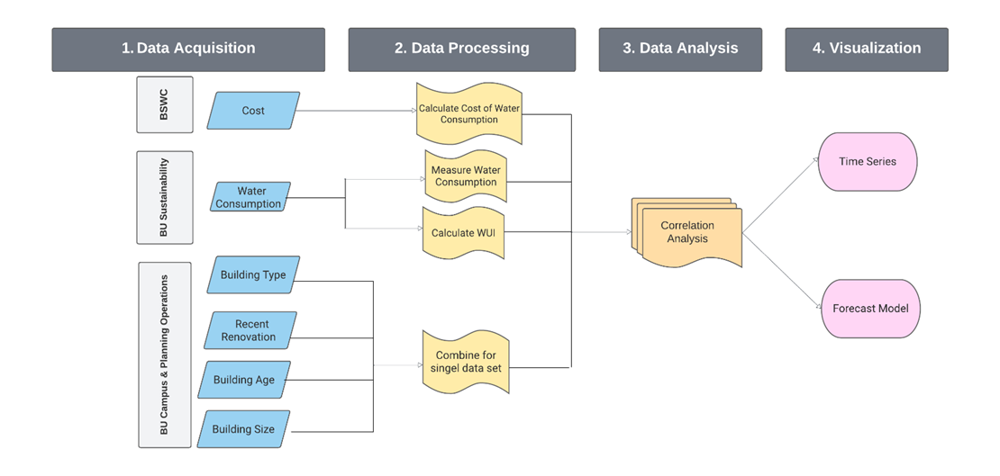 1. Data Acquisition
2. Data Processing
3. Data Analysis
4. Visualization
BSWC
Cost
Calculate Cost of Water
Consumption
BU Sustainability
Water
Consumption
Measure Water
Consumption
Calculate WUI
BU Campus & Planning Operations
Building Type
Recent
Renovation
Building Age
Building Size
Combine for
singel data set
Correlation
Analysis
Time Series
Forecast Model